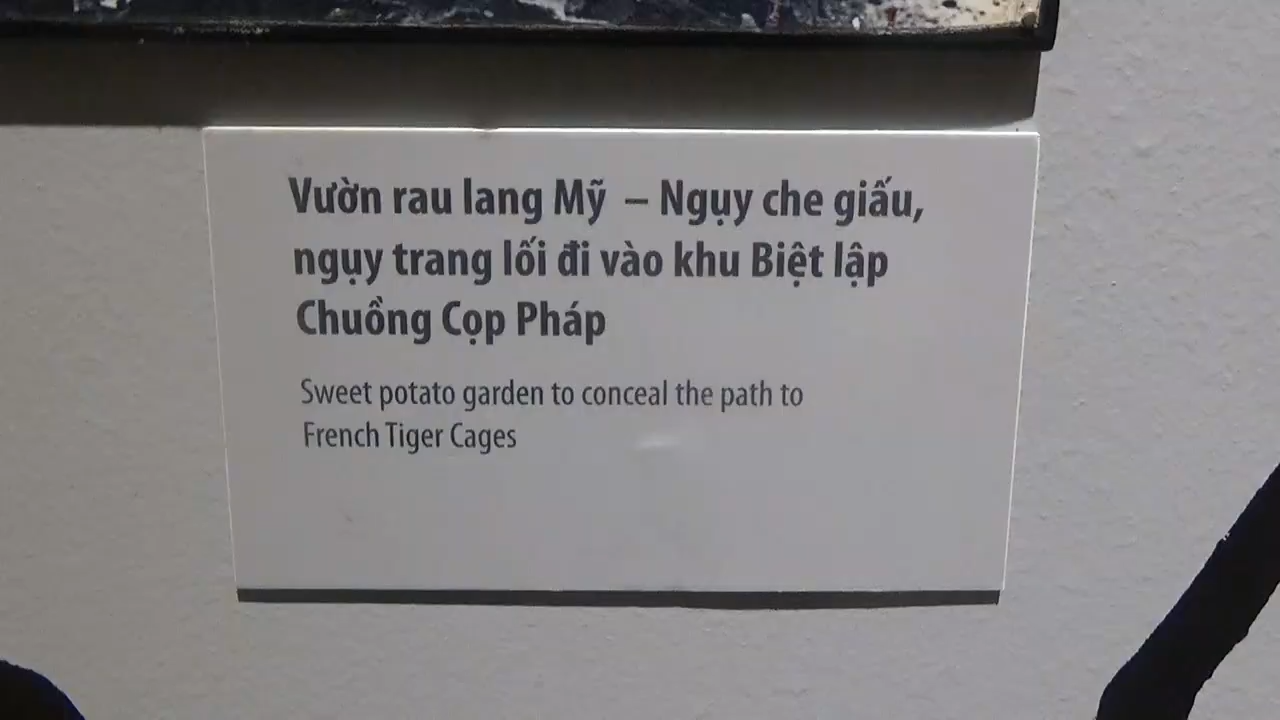 Vườn rau lang Mỹ – Ngụy che giấu,
ngụy trang lối đi vào khu Biệt lập
Chuồng Cọp Pháp
Sweet potato garden to conceal the path to
French Tiger Cages